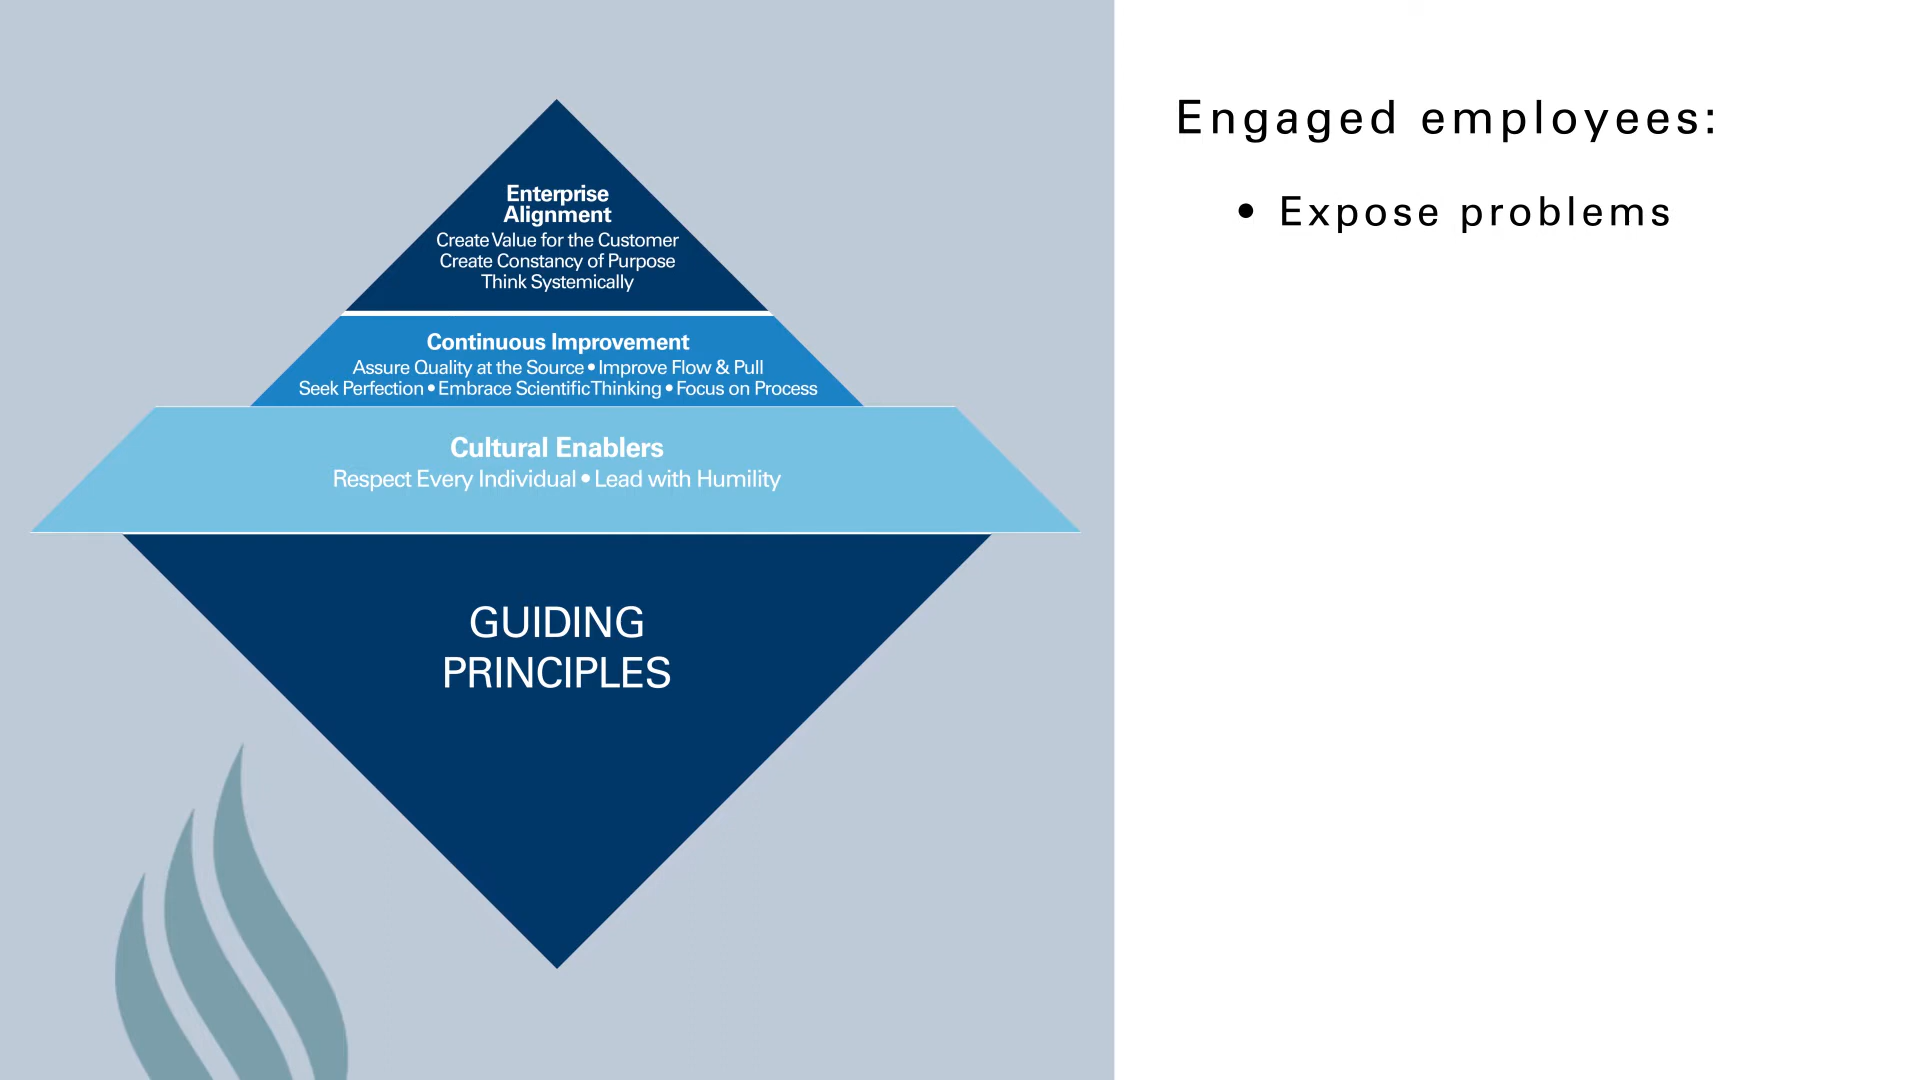 Enterprise
Alignment
Create Value for the Customer
Create Constancy of Purpose
Think Systemically
Continuous Improvement
Assure Quality at the Source • Improve Flow & Pull
Seek Perfection • Embrace Scientific Thinking • Focus on Process
Cultural Enablers
Respect Every Individual • Lead with Humility
GUIDING
PRINCIPLES
Engaged employees:
• Expose problems